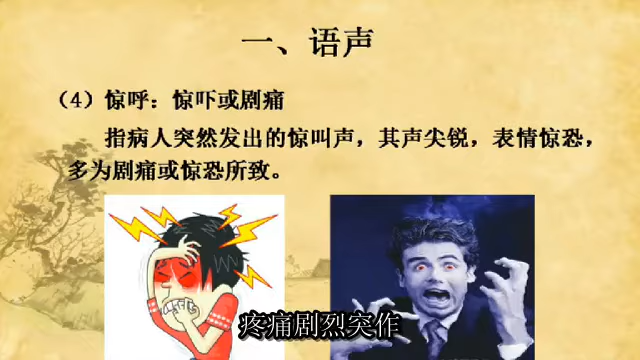 一、语声
（4）惊呼：惊吓或剧痛
指病人突然发出的惊叫声，其声尖锐，表情惊恐，
多为剧痛或惊恐所致。
疼痛剧烈突作